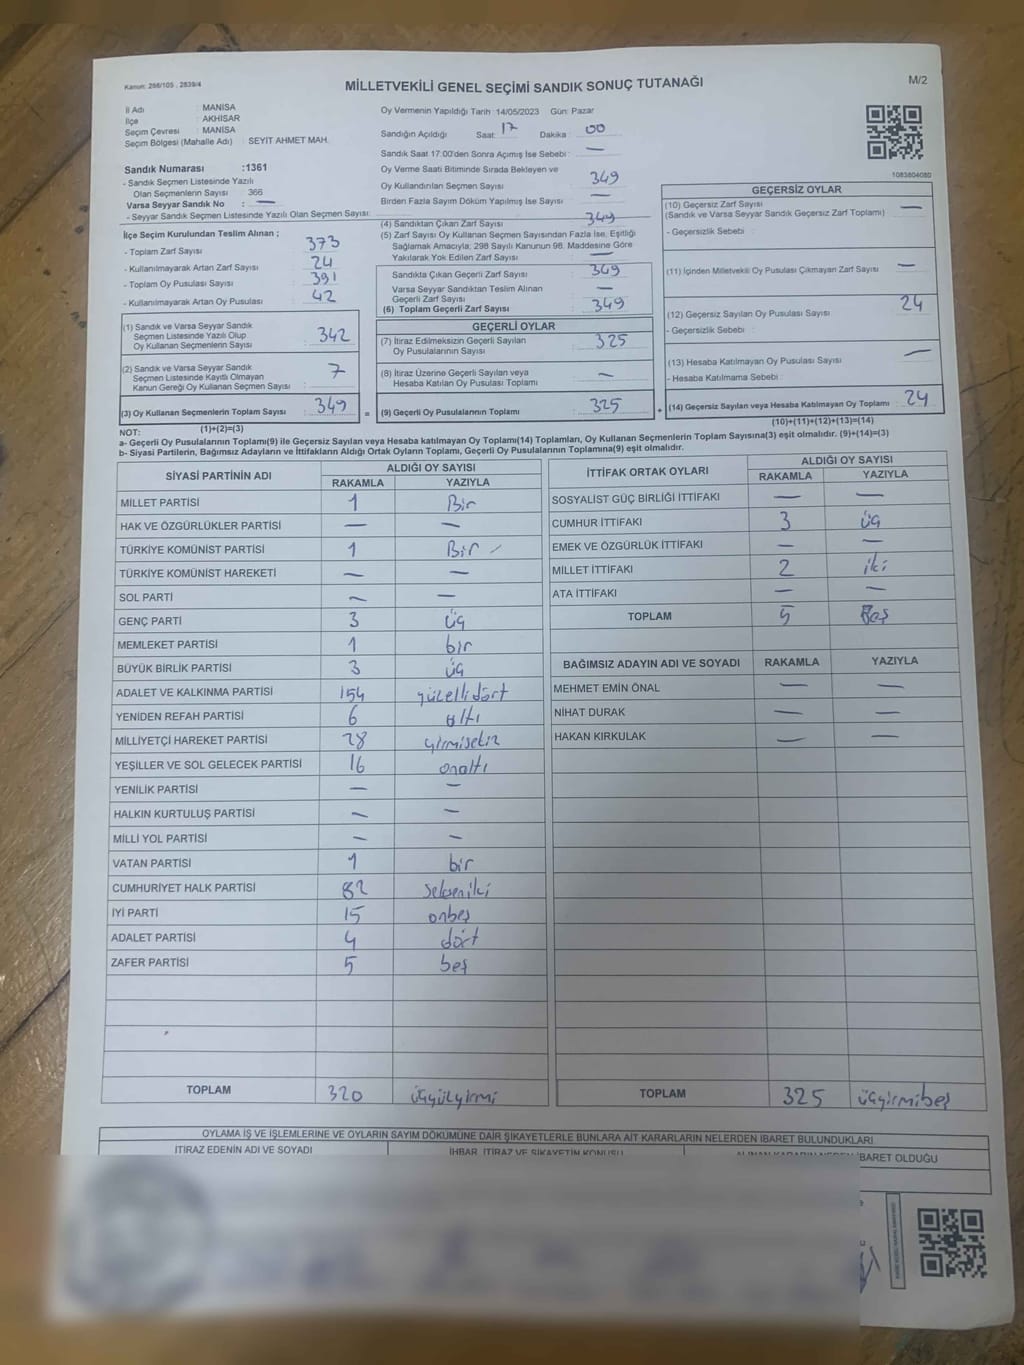 Kanun: 298/105 , 2839/4
MİLLETVEKİLİ GENEL SEÇİMİ SANDIK SONUÇ TUTANAĞI
M/2
İl Adı : MANİSA
İlçe : AKHİSAR
Seçim Çevresi : MANİSA
Seçim Bölgesi (Mahalle Adı) : SEYİT AHMET MAH.
Sandık Numarası :1361
- Sandık Seçmen Listesinde Yazılı
Olan Seçmenlerin Sayısı 366
Varsa Seyyar Sandık No : —
- Seyyar Sandık Seçmen Listesinde Yazılı Olan Seçmen Sayısı:
Oy Vermenin Yapıldığı Tarih :14/05/2023 Gün: Pazar
Sandığın Açıldığı Saat: 17 Dakika : 00
Sandık Saat 17:00'den Sonra Açımış İse Sebebi : —
Oy Verme Saati Bitiminde Sırada Bekleyen ve
Oy Kullandırılan Seçmen Sayısı : 349
Birden Fazla Sayım Döküm Yapılmış İse Sayısı : —
1083604080
İlçe Seçim Kurulundan Teslim Alınan ;
- Toplam Zarf Sayısı : 373
- Kullanılmayarak Artan Zarf Sayısı : 24
- Toplam Oy Pusulası Sayısı : 391
- Kullanılmayarak Artan Oy Pusulası : 42
(4) Sandıktan Çıkan Zarf Sayısı : 349
(5) Zarf Sayısı Oy Kullanan Seçmen Sayısından Fazla İse, Eşitliği
Sağlamak Amacıyla; 298 Sayılı Kanunun 98. Maddesine Göre
Yakılarak Yok Edilen Zarf Sayısı : —
Sandıkta Çıkan Geçerli Zarf Sayısı : 349
Varsa Seyyar Sandıktan Teslim Alınan
Geçerli Zarf Sayısı : —
(6) Toplam Geçerli Zarf Sayısı : 349
GEÇERSİZ OYLAR
(10) Geçersiz Zarf Sayısı : —
(Sandık ve Varsa Seyyar Sandık Geçersiz Zarf Toplamı)
- Geçersizlik Sebebi :
(11) İçinden Milletvekili Oy Pusulası Çıkmayan Zarf Sayısı : —
(12) Geçersiz Sayılan Oy Pusulası Sayısı : 24
- Geçersizlik Sebebi :
(13) Hesaba Katılmayan Oy Pusulası Sayısı : —
- Hesaba Katılmama Sebebi :
(14) Geçersiz Sayılan veya Hesaba Katılmayan Oy Toplamı : 24
(10)+(11)+(12)+(13)=(14)
(1) Sandık ve Varsa Seyyar Sandık
Seçmen Listesinde Yazılı Olup
Oy Kullanan Seçmenlerin Sayısı : 342
(2) Sandık ve Varsa Seyyar Sandık
Seçmen Listesinde Kayıtlı Olmayan
Kanun Gereği Oy Kullanan Seçmen Sayısı : 7
(3) Oy Kullanan Seçmenlerin Toplam Sayısı : 349 =
(1)+(2)=(3)
GEÇERLİ OYLAR
(7) İtiraz Edilmeksizin Geçerli Sayılan
Oy Pusulalarının Sayısı : 325
(8) İtiraz Üzerine Geçerli Sayılan veya
Hesaba Katılan Oy Pusulası Toplamı : —
(9) Geçerli Oy Pusulalarının Toplamı : 325 +
NOT:
a- Geçerli Oy Pusulalarının Toplamı(9) ile Geçersiz Sayılan veya Hesaba katılmayan Oy Toplamı(14) Toplamları, Oy Kullanan Seçmenlerin Toplam Sayısına(3) eşit olmalıdır. (9)+(14)=(3)
b- Siyasi Partilerin, Bağımsız Adayların ve İttifakların Aldığı Ortak Oyların Toplamı, Geçerli Oy Pusulalarının Toplamına(9) eşit olmalıdır.
SİYASİ PARTİNİN ADI ALDIĞI OY SAYISI
RAKAMLA YAZIYLA
MİLLET PARTİSİ 1 Bir
HAK VE ÖZGÜRLÜKLER PARTİSİ — —
TÜRKİYE KOMÜNİST PARTİSİ 1 Bir
TÜRKİYE KOMÜNİST HAREKETİ — —
SOL PARTİ — —
GENÇ PARTİ 3 üç
MEMLEKET PARTİSİ 1 bir
BÜYÜK BİRLİK PARTİSİ 3 üç
ADALET VE KALKINMA PARTİSİ 154 yüzellidört
YENİDEN REFAH PARTİSİ 6 altı
MİLLİYETÇİ HAREKET PARTİSİ 28 yirmisekiz
YEŞİLLER VE SOL GELECEK PARTİSİ 16 onaltı
YENİLİK PARTİSİ — —
HALKIN KURTULUŞ PARTİSİ — —
MİLLİ YOL PARTİSİ — —
VATAN PARTİSİ 1 bir
CUMHURİYET HALK PARTİSİ 82 Sekseniki
İYİ PARTİ 15 onbeş
ADALET PARTİSİ 4 dört
ZAFER PARTİSİ 5 beş
TOPLAM 320 üçyüzyirmi
İTTİFAK ORTAK OYLARI ALDIĞI OY SAYISI
RAKAMLA YAZIYLA
SOSYALİST GÜÇ BİRLİĞİ İTTİFAKI — —
CUMHUR İTTİFAKI 3 üç
EMEK VE ÖZGÜRLÜK İTTİFAKI — —
MİLLET İTTİFAKI 2 iki
ATA İTTİFAKI — —
TOPLAM 5 Beş
BAĞIMSIZ ADAYIN ADI VE SOYADI RAKAMLA YAZIYLA
MEHMET EMİN ÖNAL — —
NİHAT DURAK — —
HAKAN KIRKULAK — —
TOPLAM 325 üçyirmibeş
OYLAMA İŞ VE İŞLEMLERİNE VE OYLARIN SAYIM DÖKÜMÜNE DAİR ŞİKAYETLERLE BUNLARA AİT KARARLARIN NELERDEN İBARET BULUNDUKLARI
İTİRAZ EDENİN ADI VE SOYADI İHBAR, İTİRAZ VE ŞİKAYETİN KONUSU ALINAN KARARIN NEDEN İBARET OLDUĞU